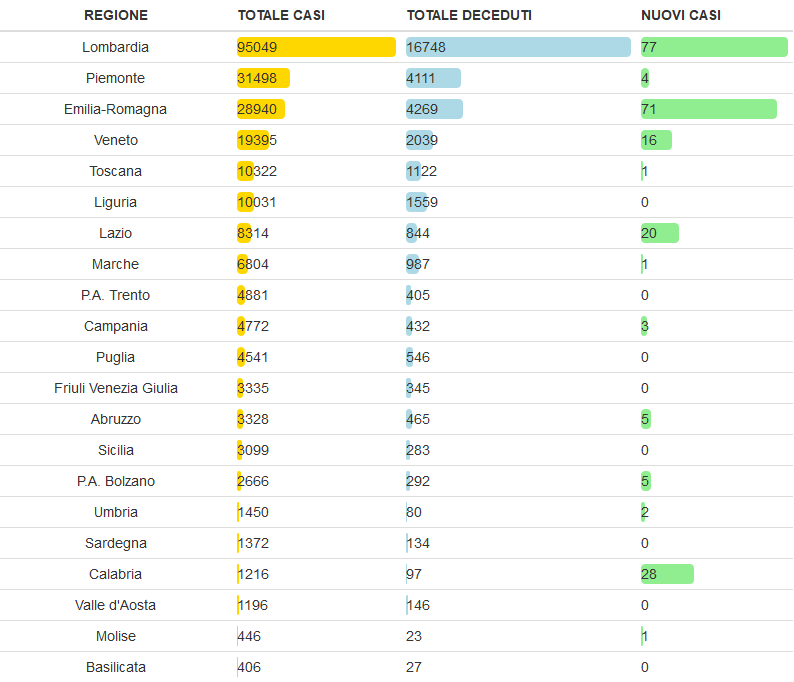 REGIONE TOTALE CASI TOTALE DECEDUTI NUOVI CASI
Lombardia 95049 16748 77
Piemonte 31498 4111 4
Emilia-Romagna 28940 4269 71
Veneto 19395 2039 16
Toscana 10322 1122 1
Liguria 10031 1559 0
Lazio 8314 844 20
Marche 6804 987 1
P.A. Trento 4881 405 0
Campania 4772 432 3
Puglia 4541 546 0
Friuli Venezia Giulia 3335 345 0
Abruzzo 3328 465 5
Sicilia 3099 283 0
P.A. Bolzano 2666 292 5
Umbria 1450 80 2
Sardegna 1372 134 0
Calabria 1216 97 28
Valle d'Aosta 1196 146 0
Molise 446 23 1
Basilicata 406 27 0